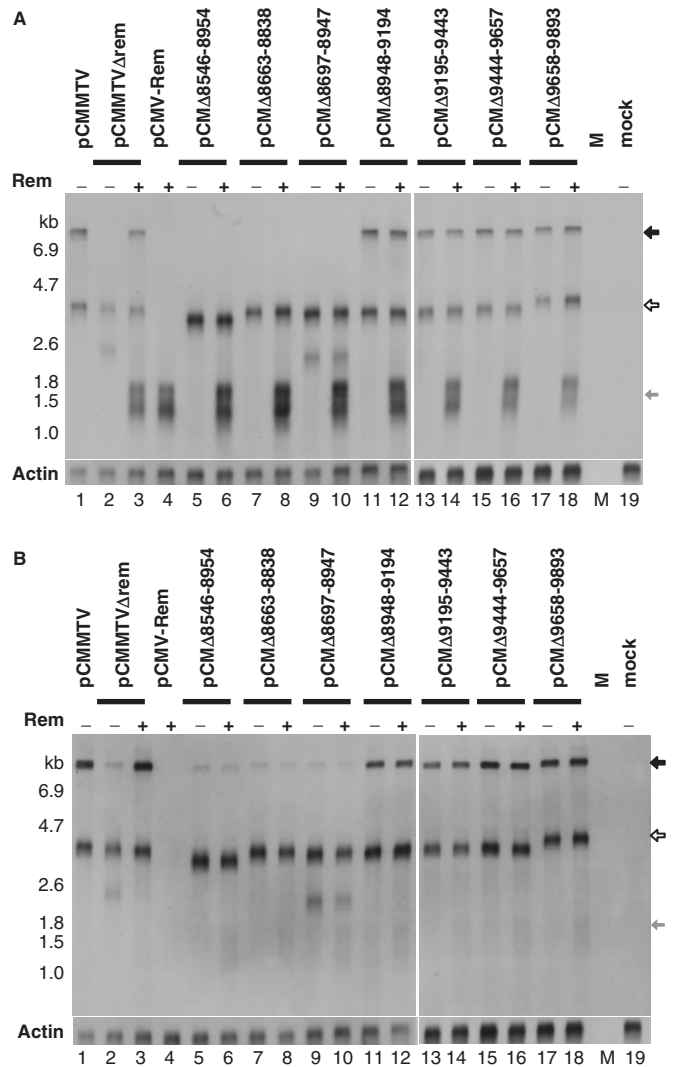 A
pCMMTV
pCMMTVΔrem
pCMV-Rem
pCMΔ8546-8954
pCMΔ8663-8838
pCMΔ8697-8947
pCMΔ8948-9194
pCMΔ9195-9443
pCMΔ9444-9657
pCMΔ9658-9893
M
mock
Rem – – + + – + – + – + – + – + – + – + –
kb
6.9
4.7
2.6
1.8
1.5
1.0
Actin
1 2 3 4 5 6 7 8 9 10 11 12 13 14 15 16 17 18 M 19
B
pCMMTV
pCMMTVΔrem
pCMV-Rem
pCMΔ8546-8954
pCMΔ8663-8838
pCMΔ8697-8947
pCMΔ8948-9194
pCMΔ9195-9443
pCMΔ9444-9657
pCMΔ9658-9893
M
mock
Rem – – + + – + – + – + – + – + – + – + –
kb
6.9
4.7
2.6
1.8
1.5
1.0
Actin
1 2 3 4 5 6 7 8 9 10 11 12 13 14 15 16 17 18 M 19